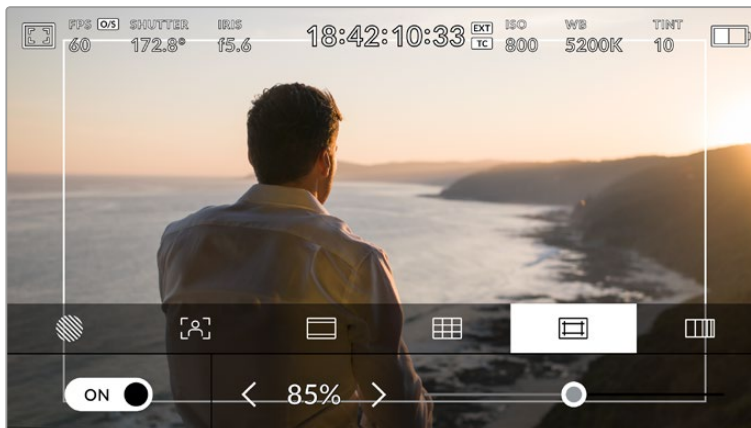 FPS O/S SHUTTER IRIS 18:42:10:33 EXT TC ISO WB TINT
60 172.8° f5.6 800 5200K 10
ON 85%